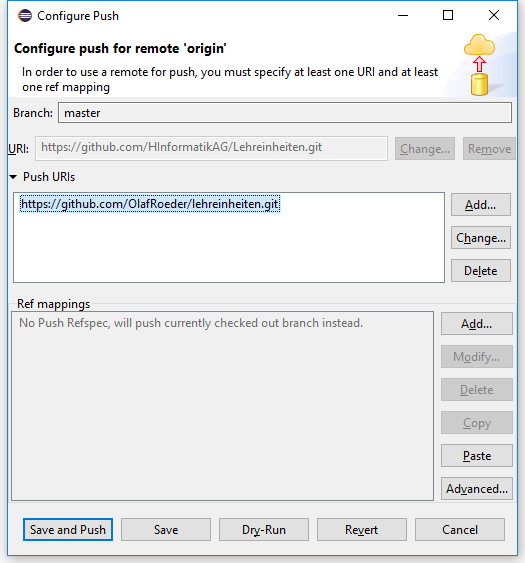 Configure Push
Configure push for remote 'origin'
In order to use a remote for push, you must specify at least one URI and at least
one ref mapping
Branch: master
URI: https://github.com/HInformatikAG/Lehreinheiten.git Change... Remove
Push URIs
https://github.com/OlafRoeder/lehreinheiten.git Add...
Change...
Delete
Ref mappings
No Push Refspec, will push currently checked out branch instead. Add...
Modify...
Delete
Copy
Paste
Advanced...
Save and Push Save Dry-Run Revert Cancel